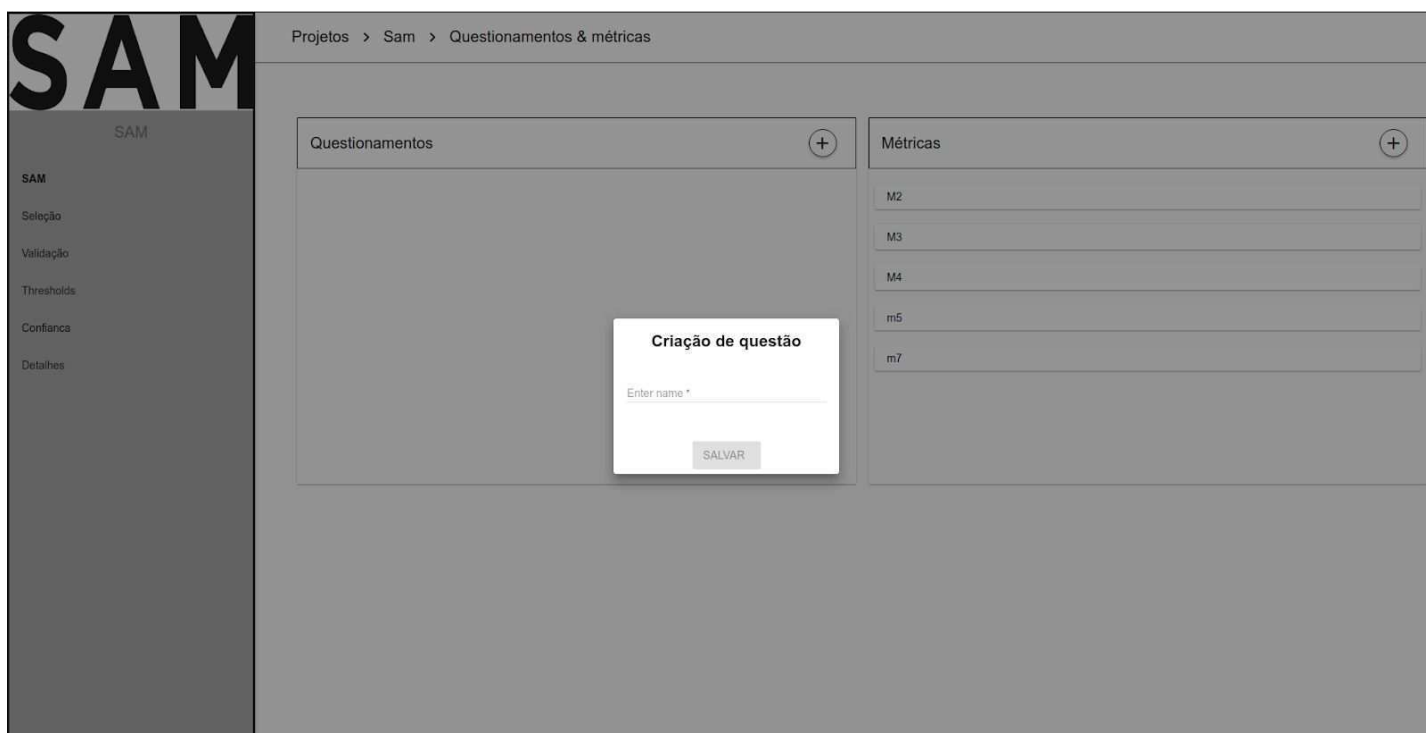 SAM
SAM
SAM
Seleção
Validação
Thresholds
Confianca
Detalhes
Projetos > Sam > Questionamentos & métricas
Questionamentos
Métricas
M2
M3
M4
m5
m7
Criação de questão
Enter name *
SALVAR